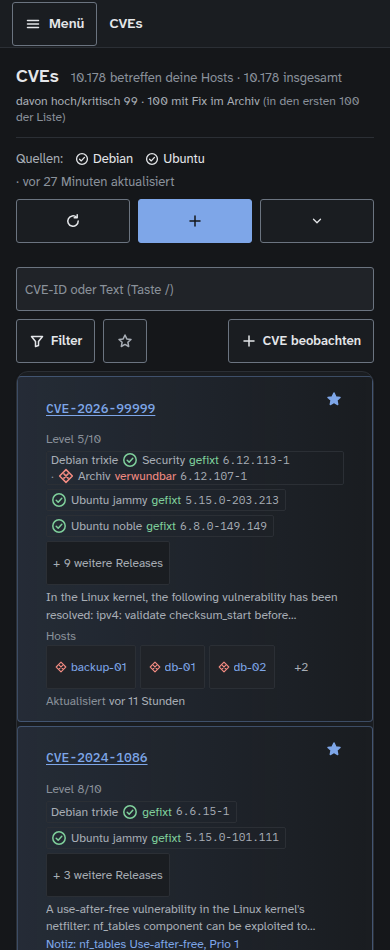 Menü CVEs
CVEs 10.178 betreffen deine Hosts · 10.178 insgesamt
davon hoch/kritisch 99 · 100 mit Fix im Archiv (in den ersten 100
der Liste)
Quellen: Debian Ubuntu
· vor 27 Minuten aktualisiert
CVE-ID oder Text (Taste /)
Filter CVE beobachten
CVE-2026-99999
Level 5/10
Debian trixie Security gefixt 6.12.113-1
· Archiv verwundbar 6.12.107-1
Ubuntu jammy gefixt 5.15.0-203.213
Ubuntu noble gefixt 6.8.0-149.149
+ 9 weitere Releases
In the Linux kernel, the following vulnerability has been
resolved: ipv4: validate checksum_start before…
Hosts
backup-01 db-01 db-02 +2
Aktualisiert vor 11 Stunden
CVE-2024-1086
Level 8/10
Debian trixie gefixt 6.6.15-1
Ubuntu jammy gefixt 5.15.0-101.111
+ 3 weitere Releases
A use-after-free vulnerability in the Linux kernel's
netfilter: nf_tables component can be exploited to…
Notiz: nf_tables Use-after-free, Prio 1